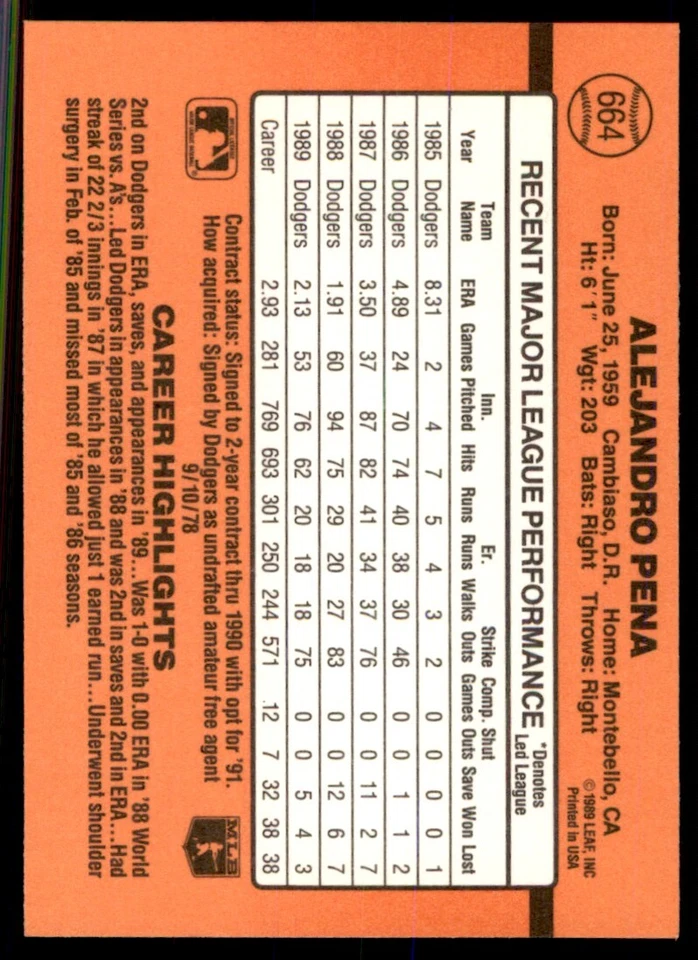 664
ALEJANDRO PENA
Born: June 25, 1959 Cambiaso, D.R. Home: Montebello, CA
Ht: 6'1" Wgt: 203 Bats: Right Throws: Right
© 1989 LEAF, INC
Printed in USA
RECENT MAJOR LEAGUE PERFORMANCE
*Denotes
Led League
Team Inn. Er. Strike Comp. Shut
Year Name ERA Games Pitched Hits Runs Runs Walks Outs Games Outs Save Won Lost
1985 Dodgers 8.31 2 4 7 5 4 3 2 0 0 0 0 1
1986 Dodgers 4.89 24 70 74 40 38 30 46 0 0 1 1 2
1987 Dodgers 3.50 37 87 82 41 34 37 76 0 0 11 2 7
1988 Dodgers 1.91 60 94 75 29 20 27 83 0 0 12 6 7
1989 Dodgers 2.13 53 76 62 20 18 18 75 0 0 5 4 3
Career 2.93 281 769 693 301 250 244 571 12 7 32 38 38
Contract status: Signed to 2-year contract thru 1990 with opt for '91.
How acquired: Signed by Dodgers as undrafted amateur free agent
9/10/78
MLB
CAREER HIGHLIGHTS
2nd on Dodgers in ERA, saves, and appearances in '89...Was 1-0 with 0.00 ERA in '88 World
Series vs. A's...Led Dodgers in appearances in '88 and was 2nd in saves and 2nd in ERA...Had
streak of 22 2/3 innings in '87 in which he allowed just 1 earned run...Underwent shoulder
surgery in Feb. of '85 and missed most of '85 and '86 seasons.